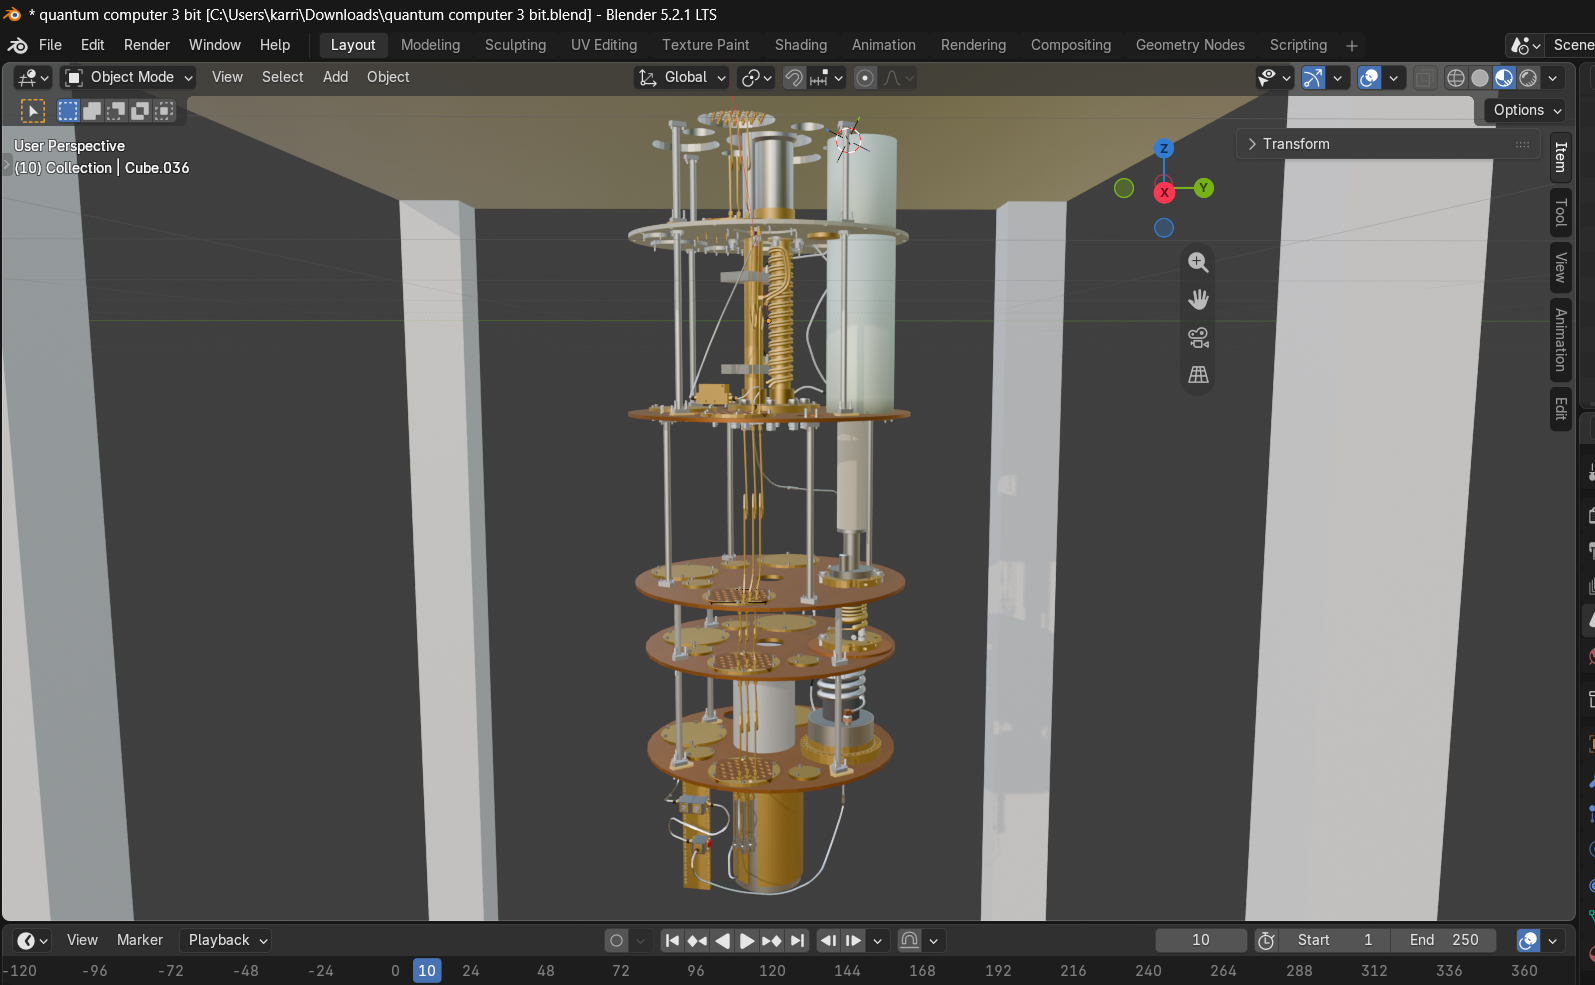 * quantum computer 3 bit [C:\Users\karri\Downloads\quantum computer 3 bit.blend] - Blender 5.2.1 LTS
File Edit Render Window Help Layout Modeling Sculpting UV Editing Texture Paint Shading Animation Rendering Compositing Geometry Nodes Scripting + Scene
Object Mode View Select Add Object Global
Options
User Perspective
(10) Collection | Cube.036
Transform
Z
X
Y
Item
Tool
View
Animation
Edit
View Marker Playback 10 Start 1 End 250
-120 -96 -72 -48 -24 0 10 24 48 72 96 120 144 168 192 216 240 264 288 312 336 360